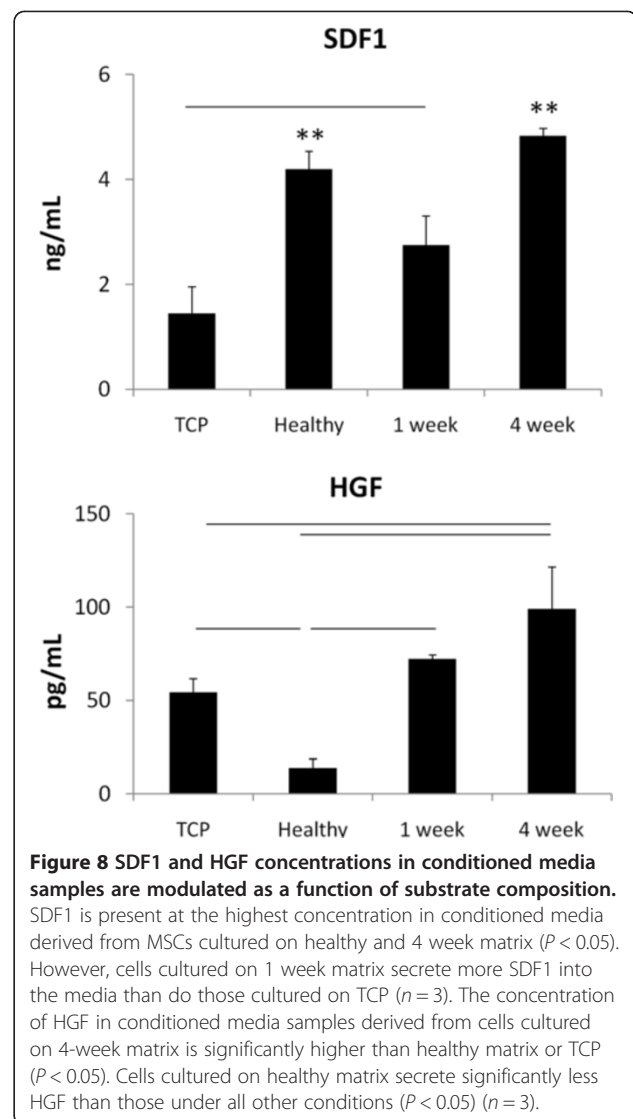 SDF1
6
4
2
0
ng/mL
**
**
TCP Healthy 1 week 4 week
HGF
150
100
50
0
pg/mL
TCP Healthy 1 week 4 week
Figure 8 SDF1 and HGF concentrations in conditioned media
samples are modulated as a function of substrate composition.
SDF1 is present at the highest concentration in conditioned media
derived from MSCs cultured on healthy and 4 week matrix (P < 0.05).
However, cells cultured on 1 week matrix secrete more SDF1 into
the media than do those cultured on TCP (n = 3). The concentration
of HGF in conditioned media samples derived from cells cultured
on 4-week matrix is significantly higher than healthy matrix or TCP
(P < 0.05). Cells cultured on healthy matrix secrete significantly less
HGF than those under all other conditions (P < 0.05) (n = 3).